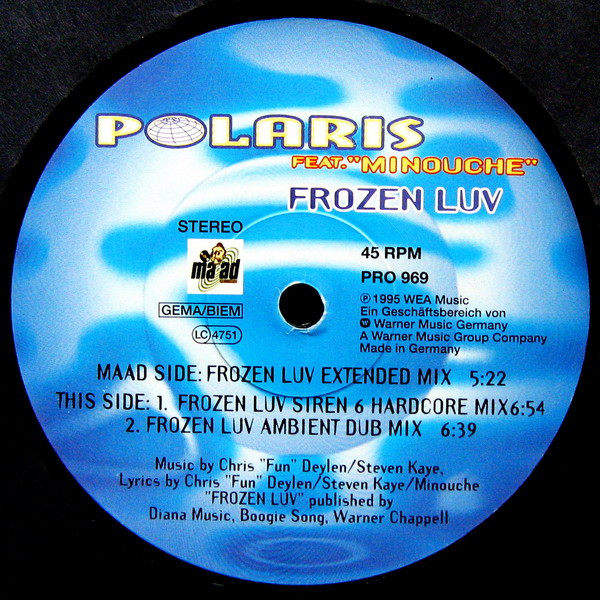 POLARIS
FEAT."MINOUCHE"
FROZEN LUV
STEREO
maad
GEMA/BIEM
LC 4751
45 RPM
PRO 969
℗ 1995 WEA Music
Ein Geschäftsbereich von
Warner Music Germany
A Warner Music Group Company
Made in Germany
MAAD SIDE: FROZEN LUV EXTENDED MIX 5:22
THIS SIDE: 1. FROZEN LUV SIREN 6 HARDCORE MIX 6:54
2. FROZEN LUV AMBIENT DUB MIX 6:39
Music by Chris "Fun" Deylen/Steven Kaye,
Lyrics by Chris "Fun" Deylen/Steven Kaye/Minouche
"FROZEN LUV" published by
Diana Music, Boogie Song, Warner Chappell